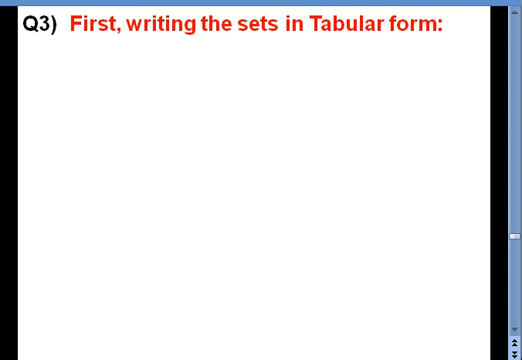 Q3) First, writing the sets in Tabular form: